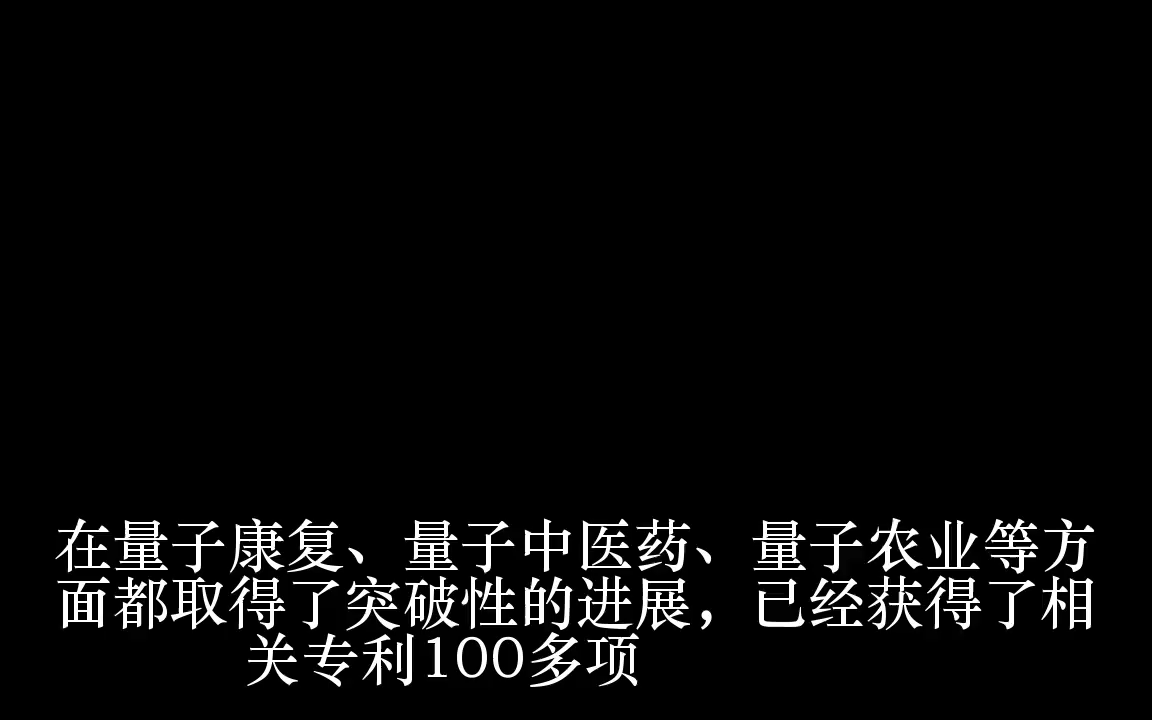 在量子康复、量子中医药、量子农业等方
面都取得了突破性的进展，已经获得了相
关专利100多项